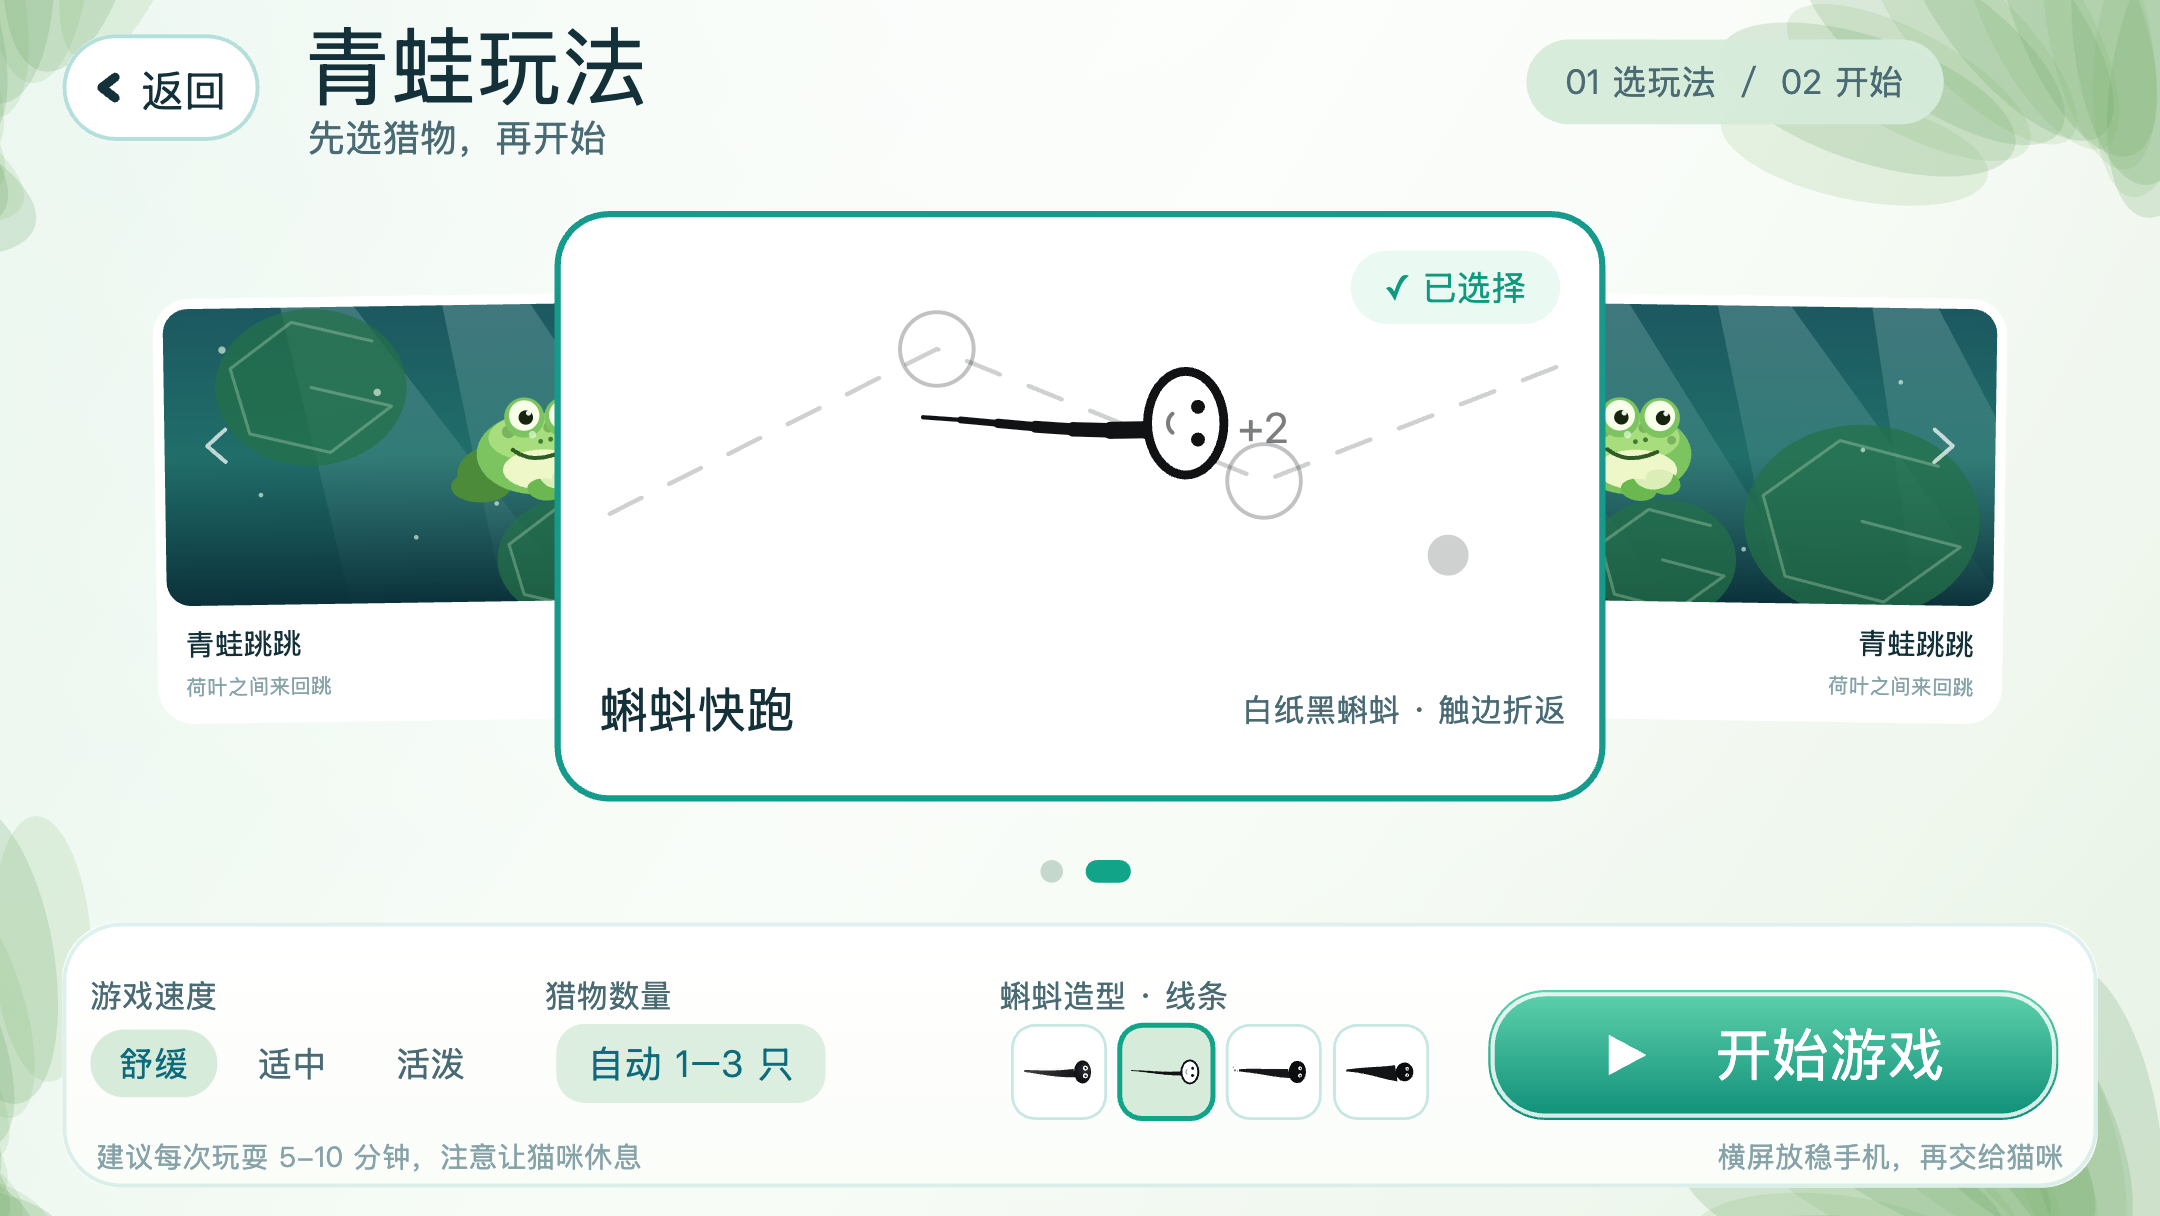 返回
青蛙玩法
先选猎物，再开始
01 选玩法 / 02 开始
✓ 已选择
+2
青蛙跳跳
荷叶之间来回跳
蝌蚪快跑
白纸黑蝌蚪 · 触边折返
青蛙跳跳
荷叶之间来回跳
游戏速度
舒缓 适中 活泼
猎物数量
自动 1–3 只
蝌蚪造型 · 线条
开始游戏
建议每次玩耍 5–10 分钟，注意让猫咪休息
横屏放稳手机，再交给猫咪